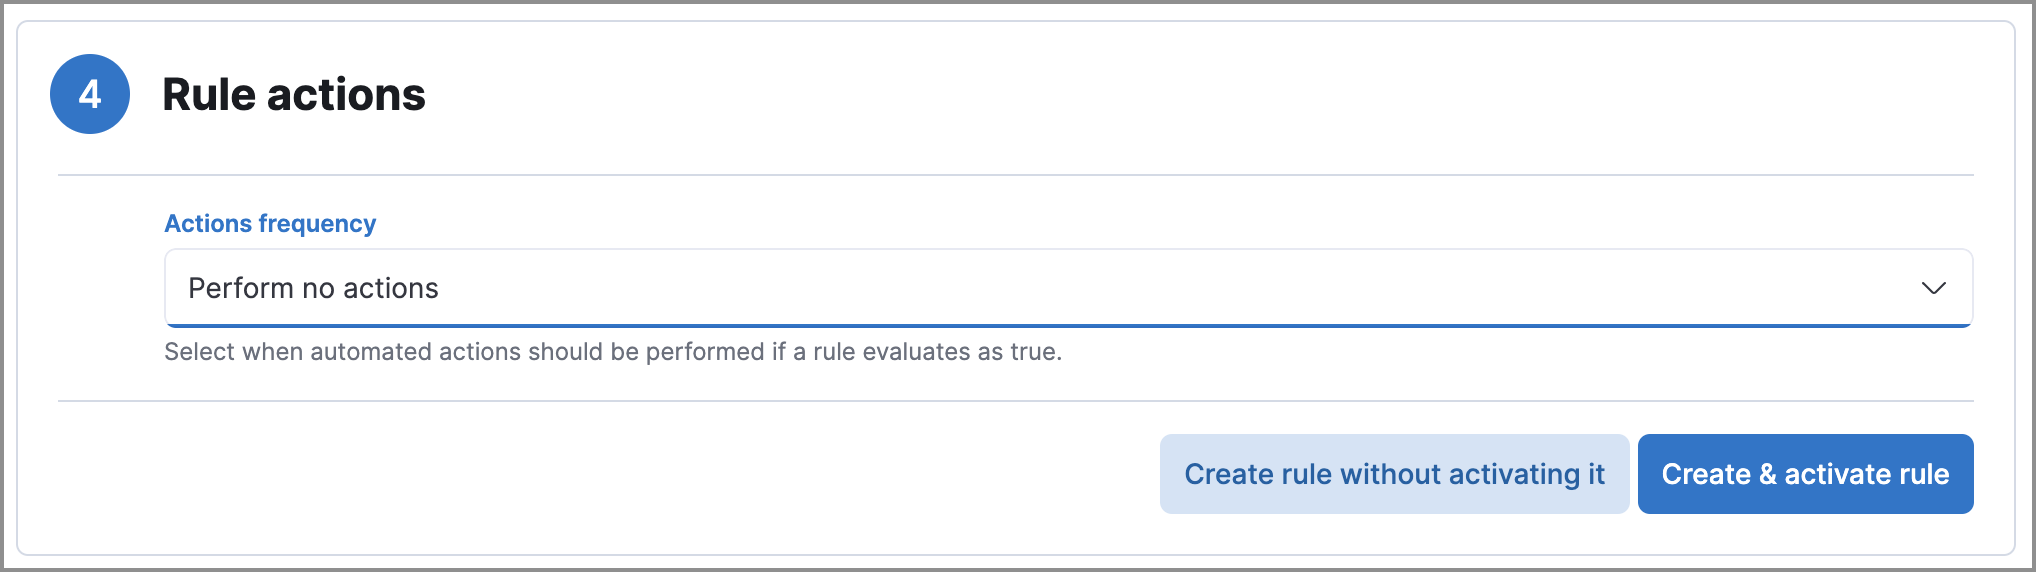 4
Rule actions
Actions frequency
Perform no actions
Select when automated actions should be performed if a rule evaluates as true.
Create rule without activating it
Create & activate rule